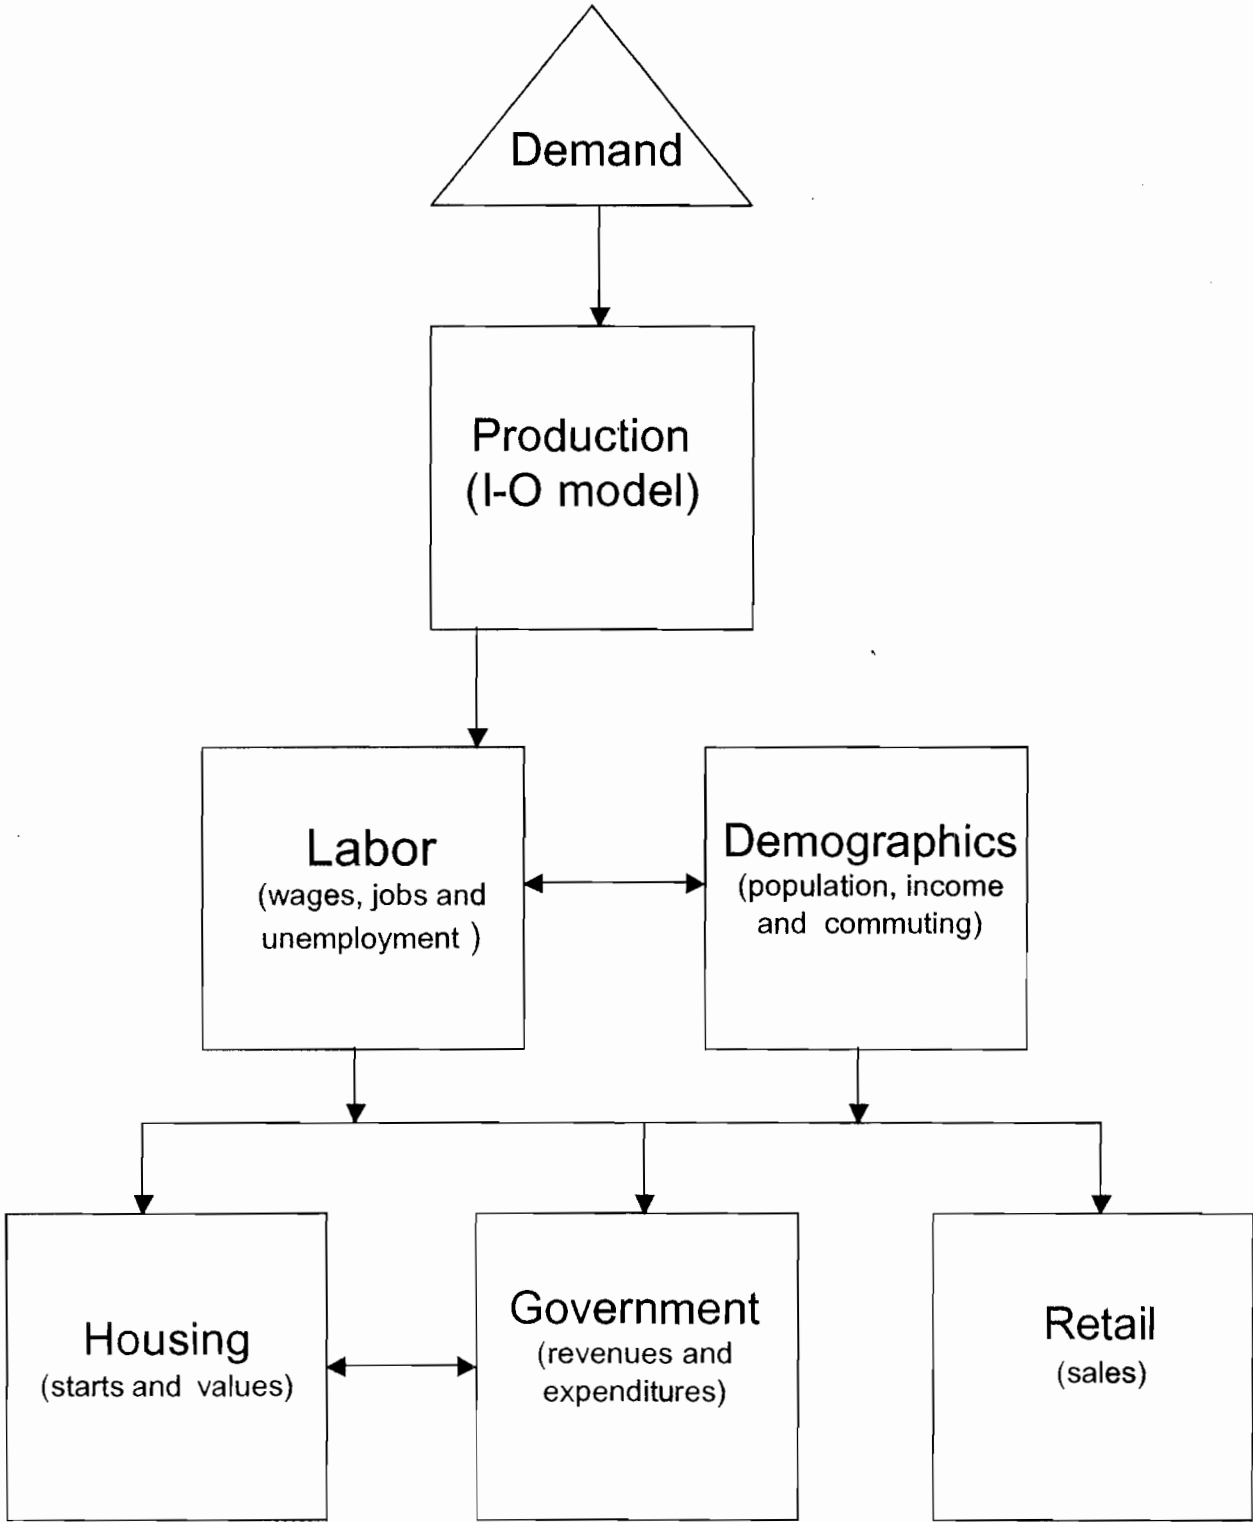 Demand
Production
(I-O model)
Labor
(wages, jobs and
unemployment )
Demographics
(population, income
and commuting)
Housing
(starts and values)
Government
(revenues and
expenditures)
Retail
(sales)